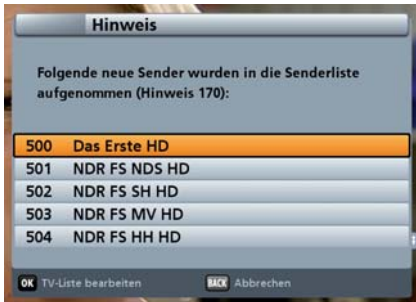 Hinweis
Folgende neue Sender wurden in die Senderliste
aufgenommen (Hinweis 170):
500 Das Erste HD
501 NDR FS NDS HD
502 NDR FS SH HD
503 NDR FS MV HD
504 NDR FS HH HD
OK TV-Liste bearbeiten BACK Abbrechen